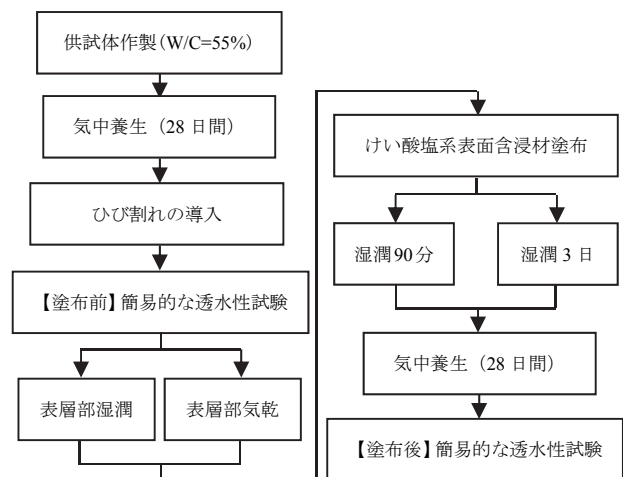 供試体作製(W/C=55%)
気中養生（28 日間）
ひび割れの導入
【塗布前】簡易的な透水性試験
表層部湿潤
表層部気乾
けい酸塩系表面含浸材塗布
湿潤 90 分
湿潤 3 日
気中養生（28 日間）
【塗布後】簡易的な透水性試験